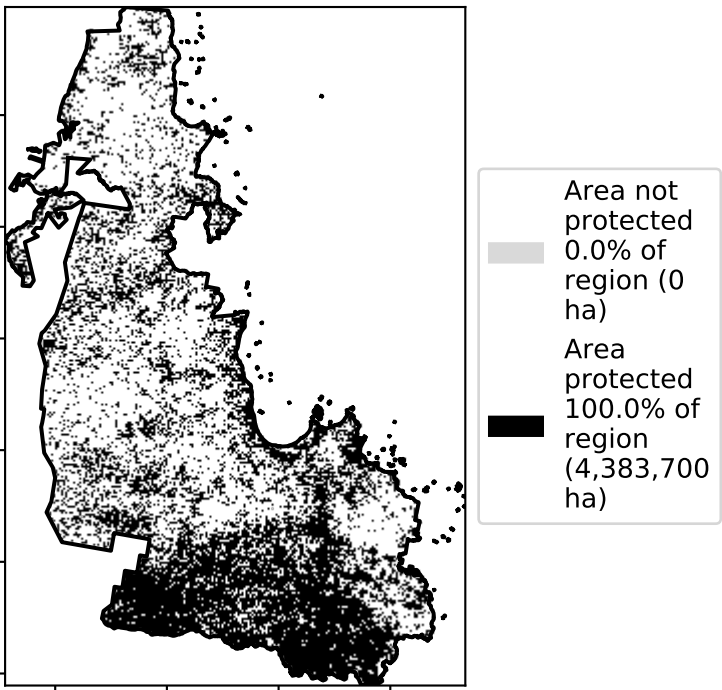 Area not
protected
0.0% of
region (0
ha)
Area
protected
100.0% of
region
(4,383,700
ha)